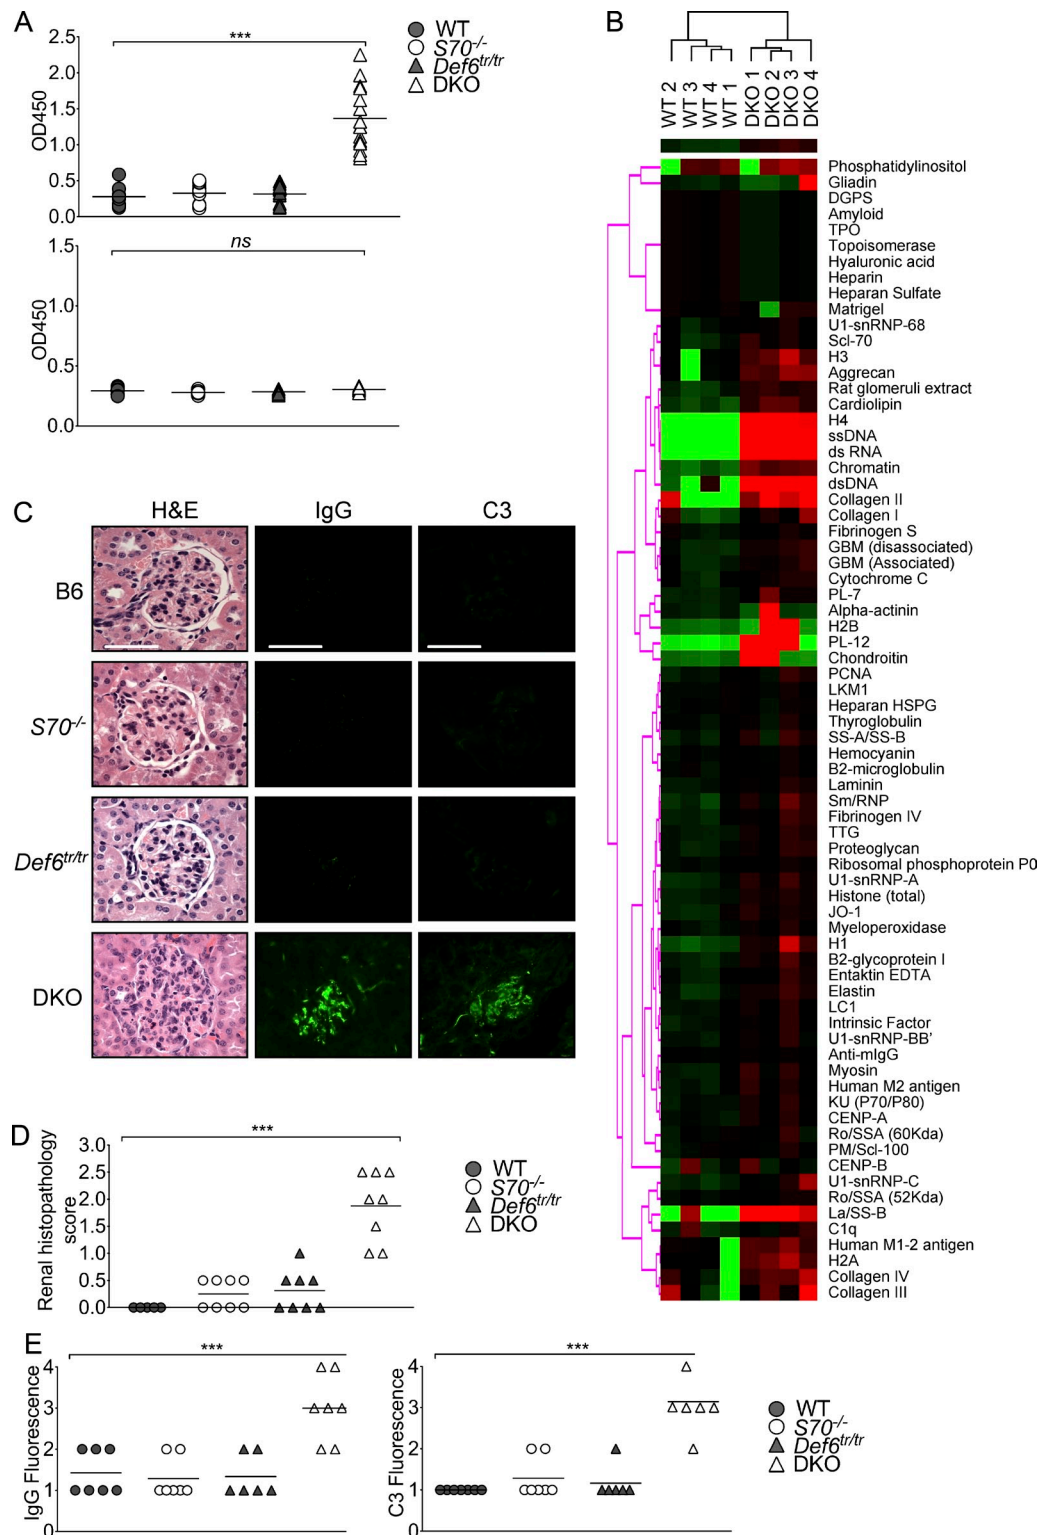 A
***
WT
S70-/-
Def6tr/tr
DKO
2.5
2.0
1.5
1.0
0.5
0.0
OD450
ns
1.5
1.0
0.5
0.0
OD450
B
WT 2
WT 3
WT 4
WT 1
DKO 1
DKO 2
DKO 3
DKO 4
Phosphatidylinositol
Gliadin
DGPS
Amyloid
TPO
Topoisomerase
Hyaluronic acid
Heparin
Heparan Sulfate
Matrigel
U1-snRNP-68
Scl-70
H3
Aggrecan
Rat glomeruli extract
Cardiolipin
H4
ssDNA
ds RNA
Chromatin
dsDNA
Collagen II
Collagen I
Fibrinogen S
GBM (disassociated)
GBM (Associated)
Cytochrome C
PL-7
Alpha-actinin
H2B
PL-12
Chondroitin
PCNA
LKM1
Heparan HSPG
Thyroglobulin
SS-A/SS-B
Hemocyanin
B2-microglobulin
Laminin
Sm/RNP
Fibrinogen IV
TTG
Proteoglycan
Ribosomal phosphoprotein P0
U1-snRNP-A
Histone (total)
JO-1
Myeloperoxidase
H1
B2-glycoprotein I
Entaktin EDTA
Elastin
LC1
Intrinsic Factor
U1-snRNP-BB'
Anti-mIgG
Myosin
Human M2 antigen
KU (P70/P80)
CENP-A
Ro/SSA (60Kda)
PM/Scl-100
CENP-B
U1-snRNP-C
Ro/SSA (52Kda)
La/SS-B
C1q
Human M1-2 antigen
H2A
Collagen IV
Collagen III
C
H&E IgG C3
B6
S70-/-
Def6tr/tr
DKO
D
***
3.0
2.5
2.0
1.5
1.0
0.5
0.0
Renal histopathology
score
WT
S70-/-
Def6tr/tr
DKO
E
***
4
3
2
1
0
IgG Fluorescence
***
4
3
2
1
0
C3 Fluorescence
WT
S70-/-
Def6tr/tr
DKO